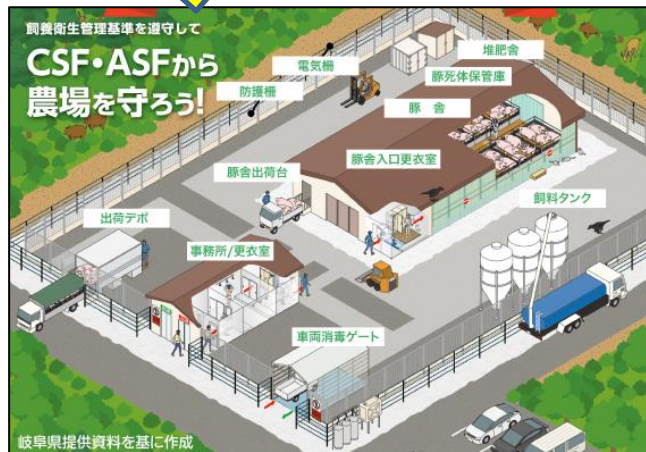 飼養衛生管理基準を遵守して
CSF・ASFから
農場を守ろう!
電気柵
防護柵
堆肥舎
豚死体保管庫
豚 舎
豚舎入口更衣室
豚舎出荷台
飼料タンク
出荷デポ
事務所/更衣室
車両消毒ゲート
岐阜県提供資料を基に作成